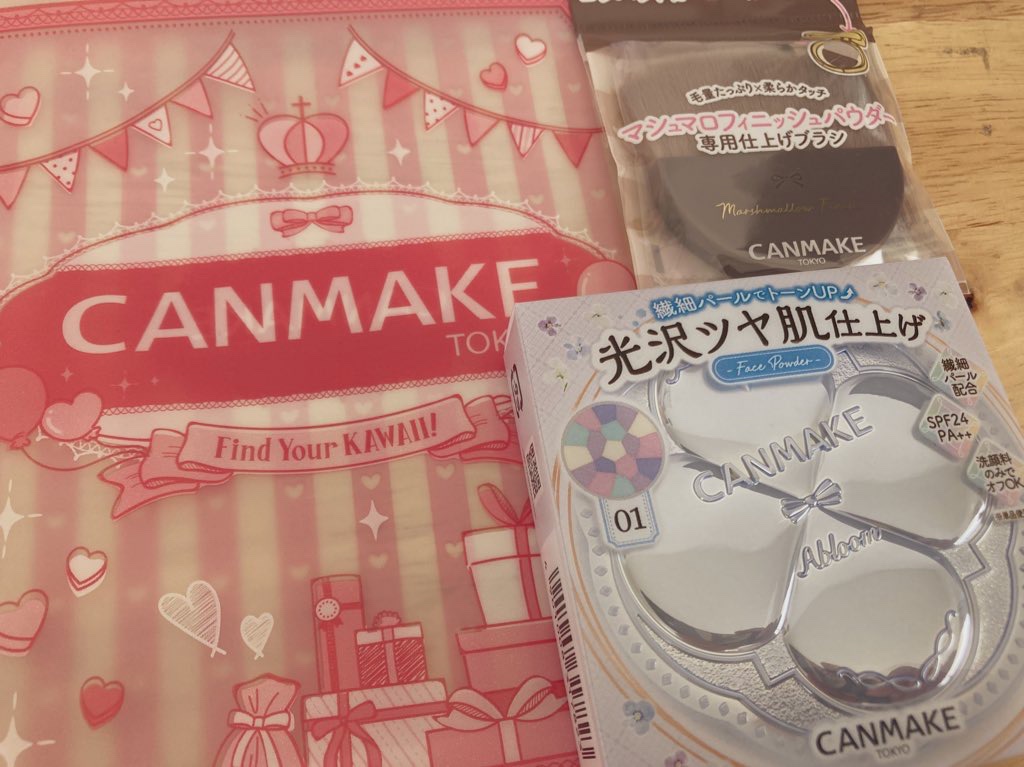 CANMAKE
TOK
Find Your KAWAII!
毛量たっぷり×柔らかタッチ
マシュマロフィニッシュパウダー
専用仕上げブラシ
CANMAKE
TOKYO
繊細パールでトーンUP
光沢ツヤ肌仕上げ
- Face Powder -
繊細
パール
配合
SPF24
PA++
洗顔料
のみで
オフOK
01
CANMAKE
Abloom
CANMAKE
TOKYO